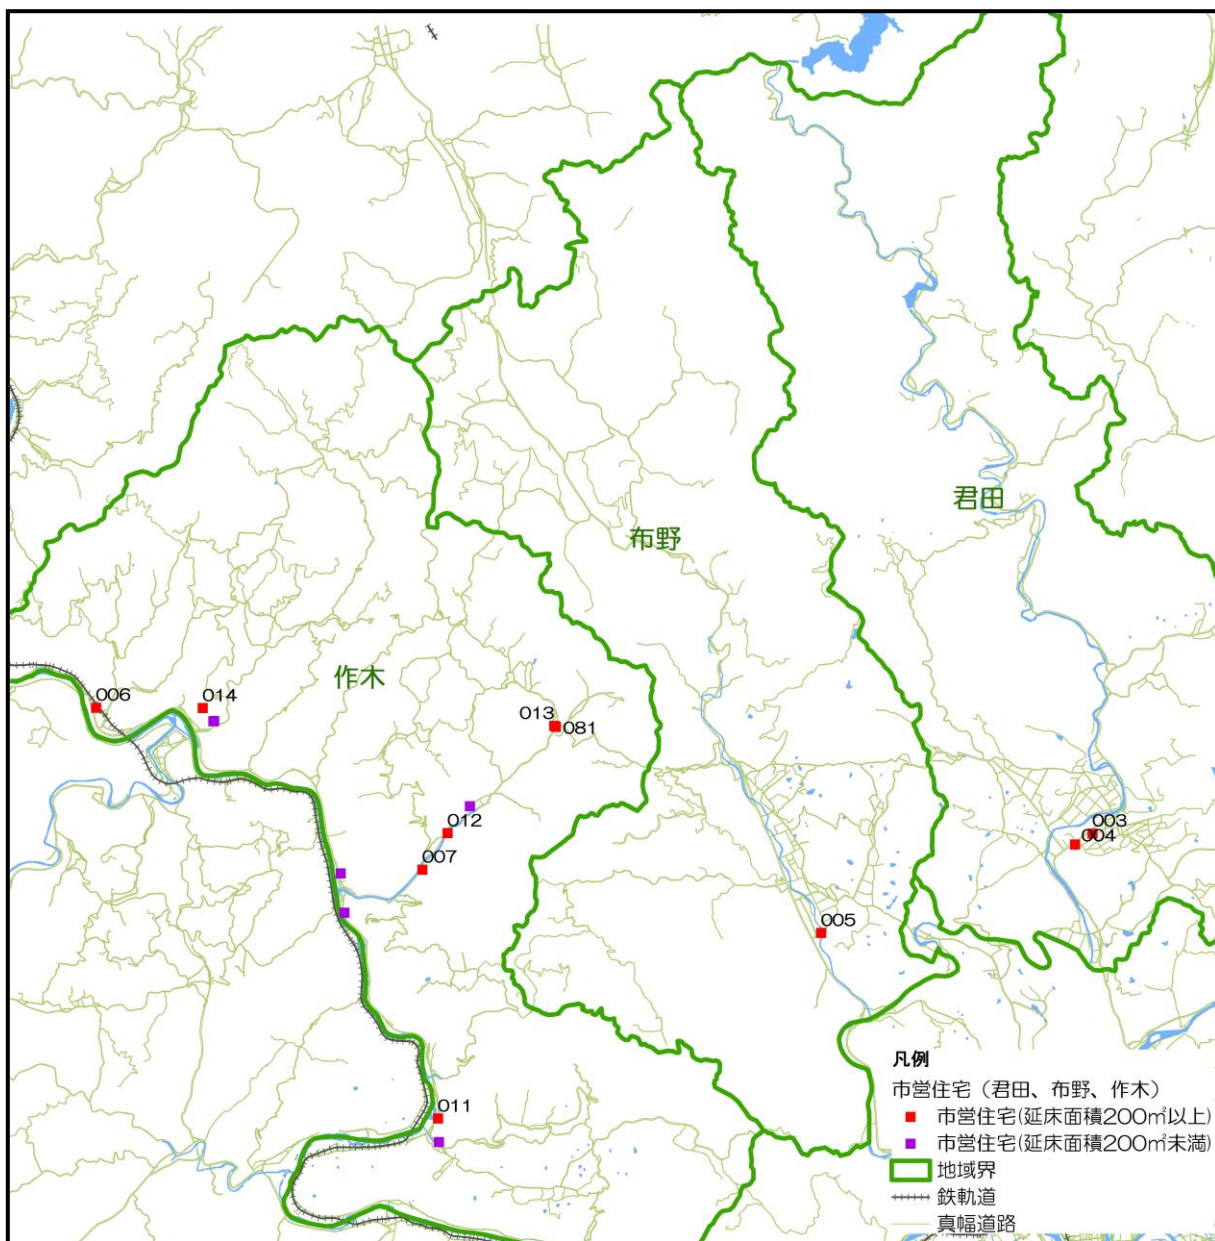 君田
布野
作木
006
014
013
081
012
007
003
004
005
011
凡例
市営住宅（君田、布野、作木）
市営住宅(延床面積200㎡以上)
市営住宅(延床面積200㎡未満)
地域界
鉄軌道
真幅道路